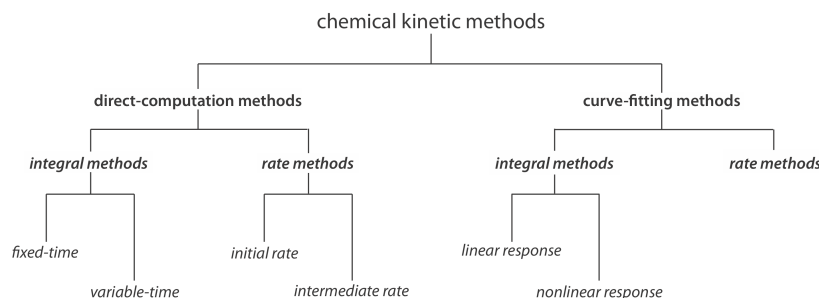 chemical kinetic methods
direct-computation methods
curve-fitting methods
integral methods
rate methods
integral methods
rate methods
fixed-time
initial rate
linear response
variable-time
intermediate rate
nonlinear response